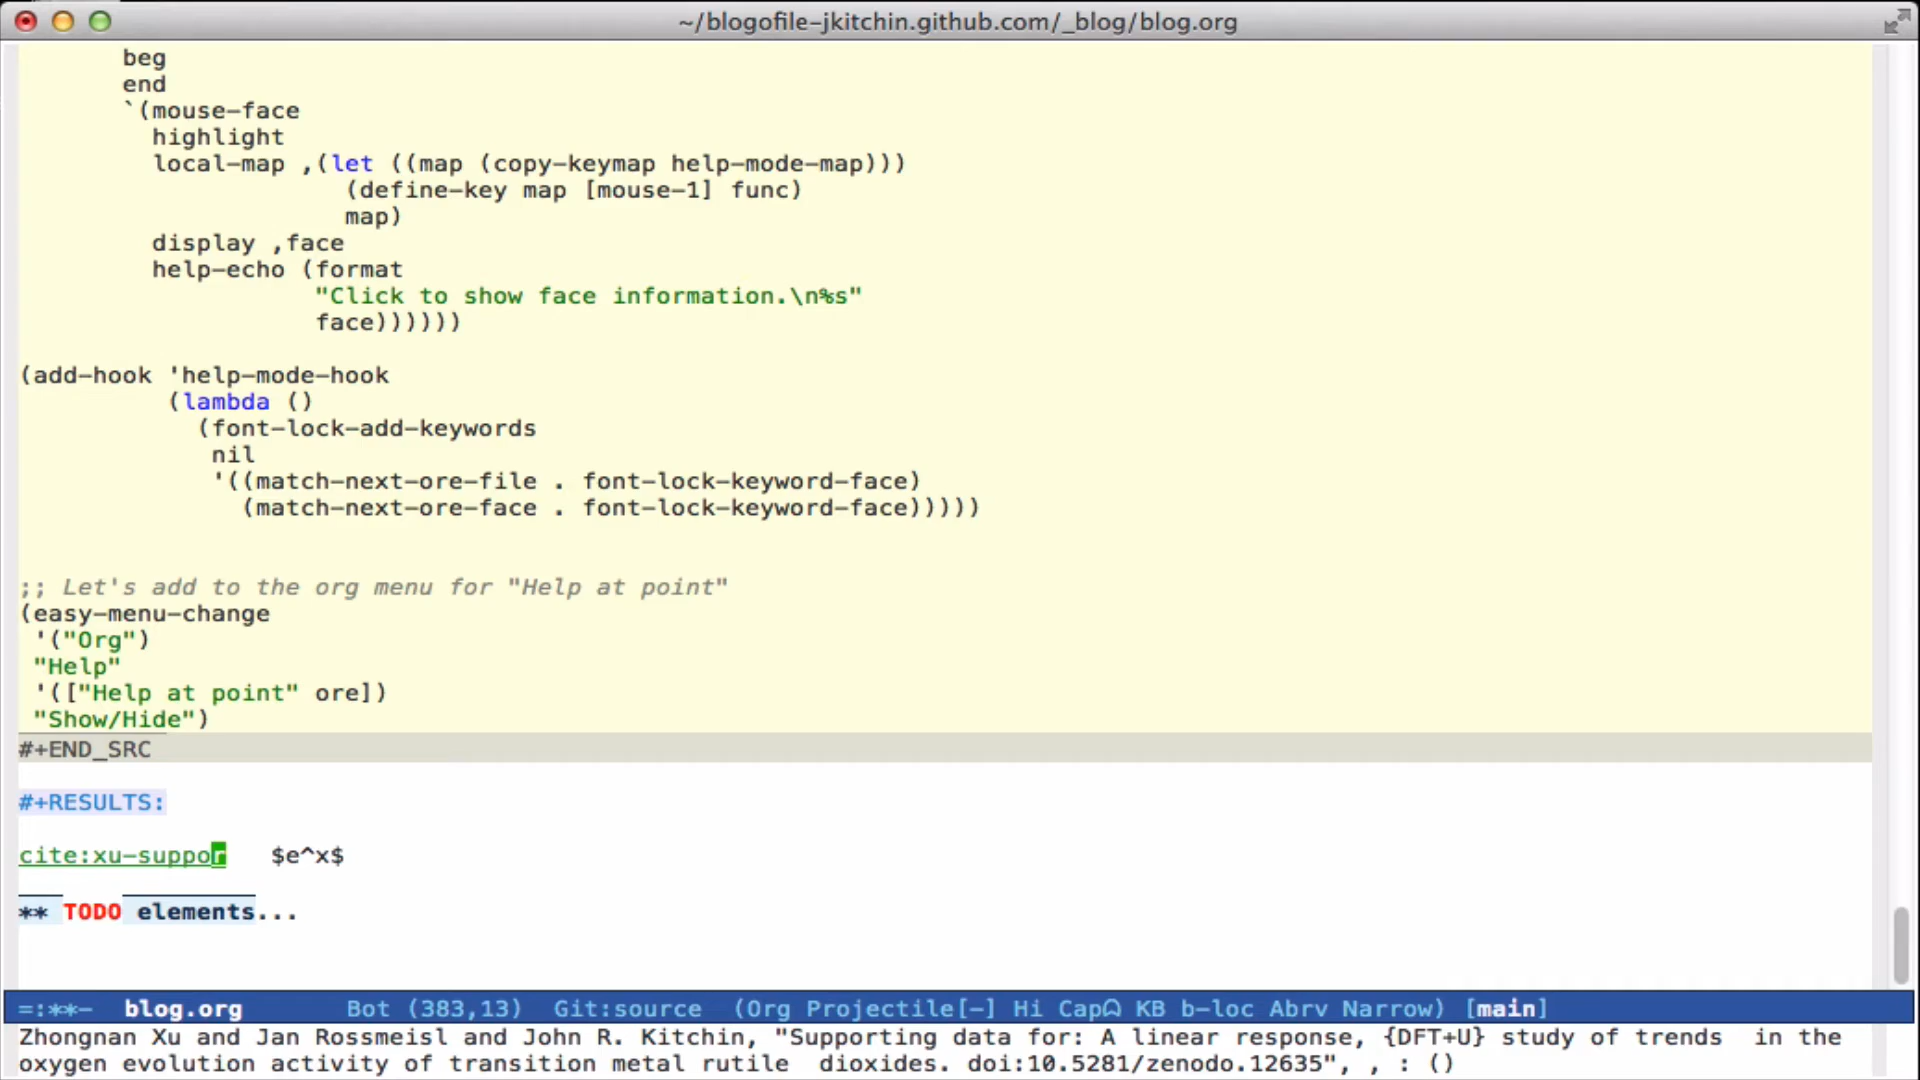 ~/blogofile-jkitchin.github.com/_blog/blog.org
beg
end
`(mouse-face
highlight
local-map ,(let ((map (copy-keymap help-mode-map)))
(define-key map [mouse-1] func)
map)
display ,face
help-echo (format
"Click to show face information.\n%s"
face))))))
(add-hook 'help-mode-hook
(lambda ()
(font-lock-add-keywords
nil
'((match-next-ore-file . font-lock-keyword-face)
(match-next-ore-face . font-lock-keyword-face)))))
;; Let's add to the org menu for "Help at point"
(easy-menu-change
'("Org")
"Help"
'(["Help at point" ore])
"Show/Hide")
#+END_SRC
#+RESULTS:
cite:xu-suppor   $e^x$
** TODO elements...
=:**-  blog.org       Bot (383,13)  Git:source  (Org Projectile[-] Hi Capᗣ KB b-loc Abrv Narrow) [main]
Zhongnan Xu and Jan Rossmeisl and John R. Kitchin, "Supporting data for: A linear response, {DFT+U} study of trends  in the
oxygen evolution activity of transition metal rutile  dioxides. doi:10.5281/zenodo.12635", , : ()